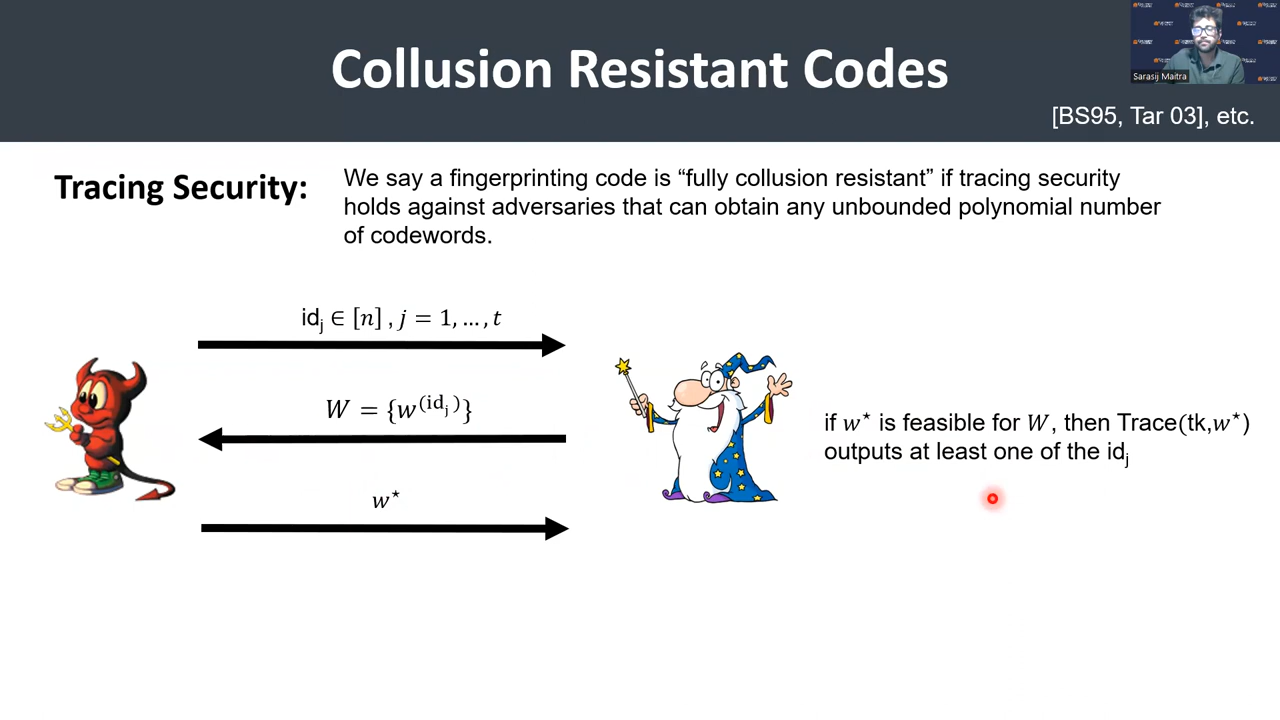 Collusion Resistant Codes
Sarasij Maitra
[BS95, Tar 03], etc.
Tracing Security:
We say a fingerprinting code is “fully collusion resistant” if tracing security
holds against adversaries that can obtain any unbounded polynomial number
of codewords.
id_j ∈ [n] , j = 1, … , t
W = {w^(id_j)}
w⋆
if w⋆ is feasible for W, then Trace(tk,w⋆)
outputs at least one of the id_j